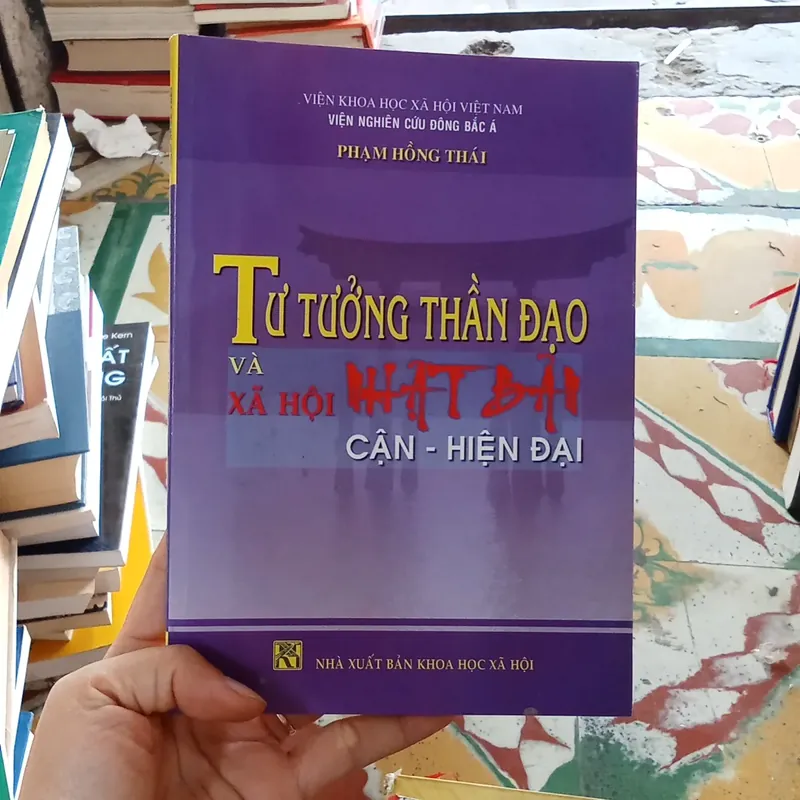 VIỆN KHOA HỌC XÃ HỘI VIỆT NAM
VIỆN NGHIÊN CỨU ĐÔNG BẮC Á
PHẠM HỒNG THÁI
TƯ TƯỞNG THẦN ĐẠO
VÀ
XÃ HỘI NHẬT BẢN
CẬN - HIỆN ĐẠI
NHÀ XUẤT BẢN KHOA HỌC XÃ HỘI
Kern